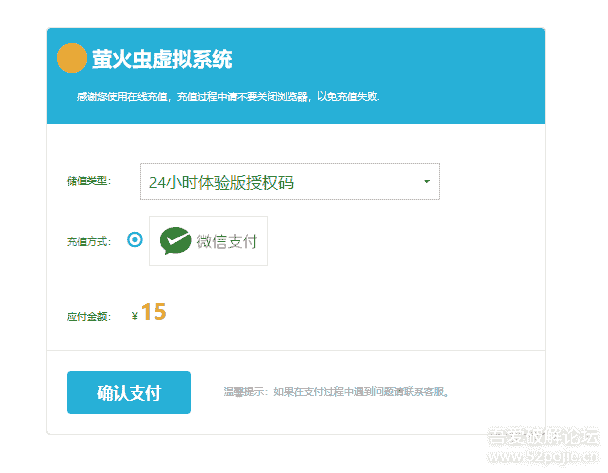 萤火虫虚拟系统
感谢您使用在线充值，充值过程中请不要关闭浏览器，以免充值失败.
储值类型：
24小时体验版授权码
充值方式：
微信支付
应付金额：
¥15
确认支付
温馨提示：如果在支付过程中遇到问题请联系客服。
吾爱破解论坛
www.52pojie.cn